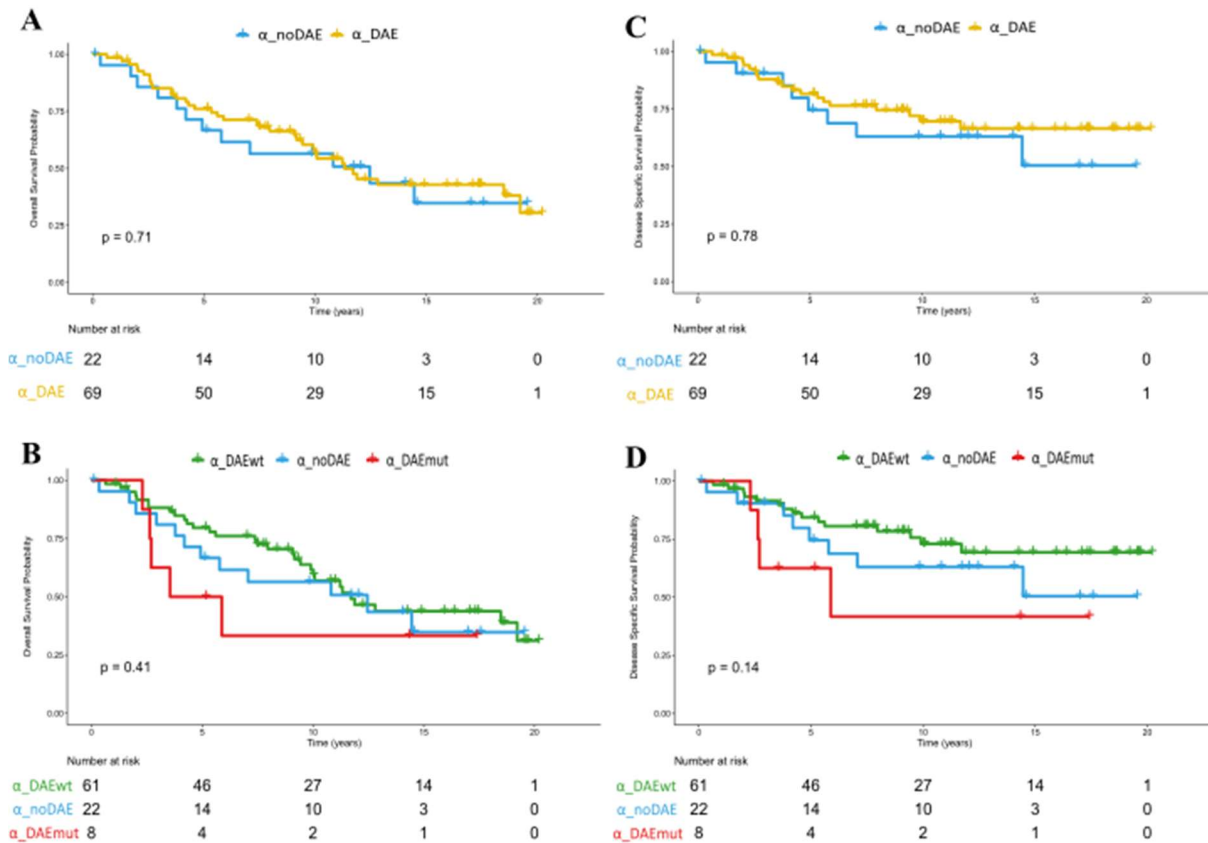 A
α_noDAE α_DAE
Overall Survival Probability
1.00
0.75
0.50
0.25
0.00
p = 0.71
0 5 10 15 20
Time (years)
Number at risk
α_noDAE 22 14 10 3 0
α_DAE 69 50 29 15 1
C
α_noDAE α_DAE
Disease Specific Survival Probability
1.00
0.75
0.50
0.25
0.00
p = 0.78
0 5 10 15 20
Time (years)
Number at risk
α_noDAE 22 14 10 3 0
α_DAE 69 50 29 15 1
B
α_DAEwt α_noDAE α_DAEmut
Overall Survival Probability
1.00
0.75
0.50
0.25
0.00
p = 0.41
0 5 10 15 20
Time (years)
Number at risk
α_DAEwt 61 46 27 14 1
α_noDAE 22 14 10 3 0
α_DAEmut 8 4 2 1 0
D
α_DAEwt α_noDAE α_DAEmut
Disease Specific Survival Probability
1.00
0.75
0.50
0.25
0.00
p = 0.14
0 5 10 15 20
Time (years)
Number at risk
α_DAEwt 61 46 27 14 1
α_noDAE 22 14 10 3 0
α_DAEmut 8 4 2 1 0